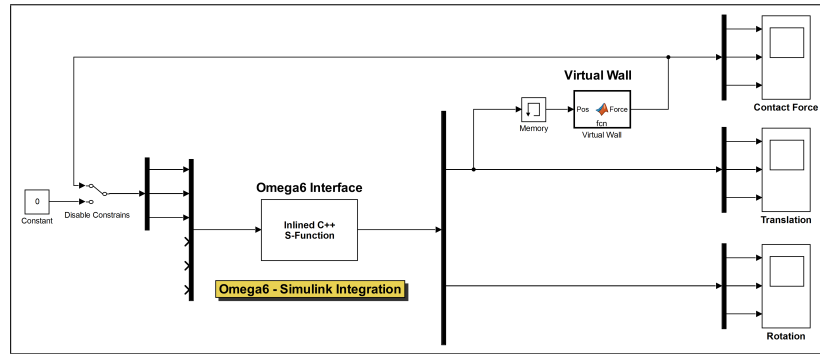 Virtual Wall
Pos
Force
fcn
Virtual Wall
Memory
Contact Force
0
Constant
Disable Constrains
Omega6 Interface
Inlined C++
S-Function
Omega6 - Simulink Integration
Translation
Rotation